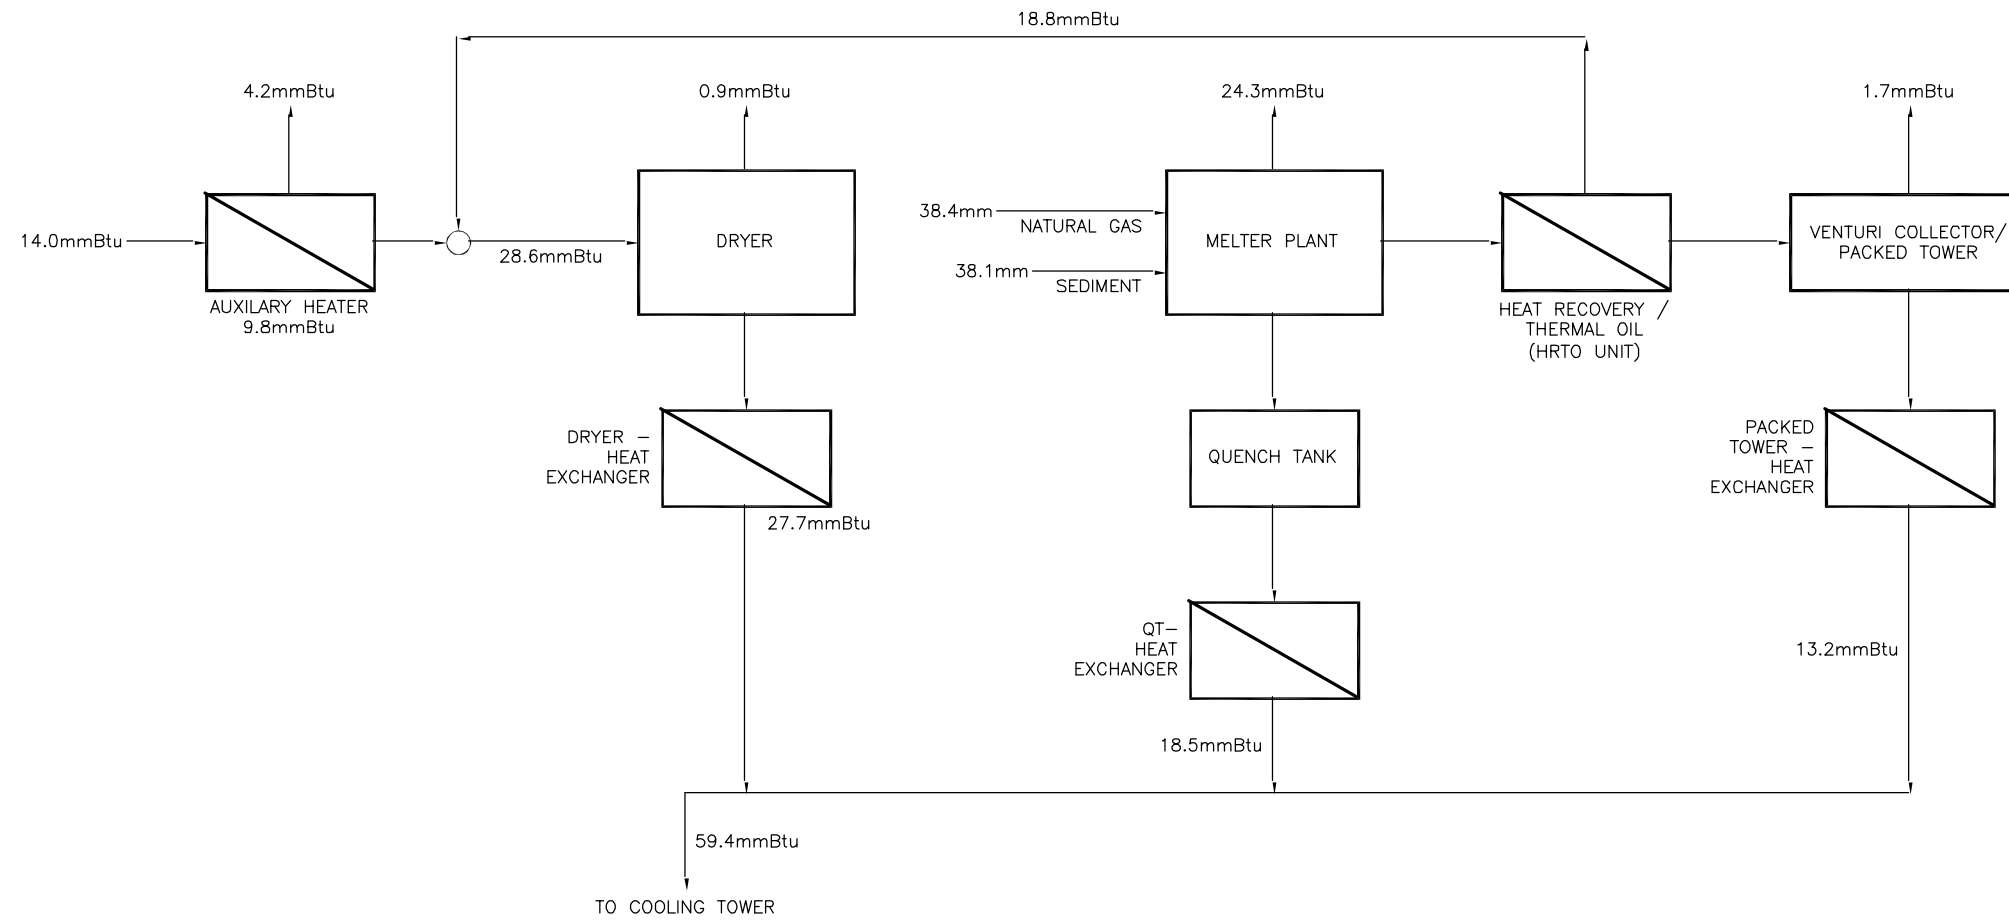 18.8mmBtu
4.2mmBtu
0.9mmBtu
24.3mmBtu
1.7mmBtu
14.0mmBtu
AUXILARY HEATER
9.8mmBtu
28.6mmBtu
DRYER
38.4mm
NATURAL GAS
38.1mm
SEDIMENT
MELTER PLANT
HEAT RECOVERY /
THERMAL OIL
(HRTO UNIT)
VENTURI COLLECTOR/
PACKED TOWER
DRYER –
HEAT
EXCHANGER
27.7mmBtu
QUENCH TANK
PACKED
TOWER –
HEAT
EXCHANGER
QT–
HEAT
EXCHANGER
18.5mmBtu
13.2mmBtu
59.4mmBtu
TO COOLING TOWER